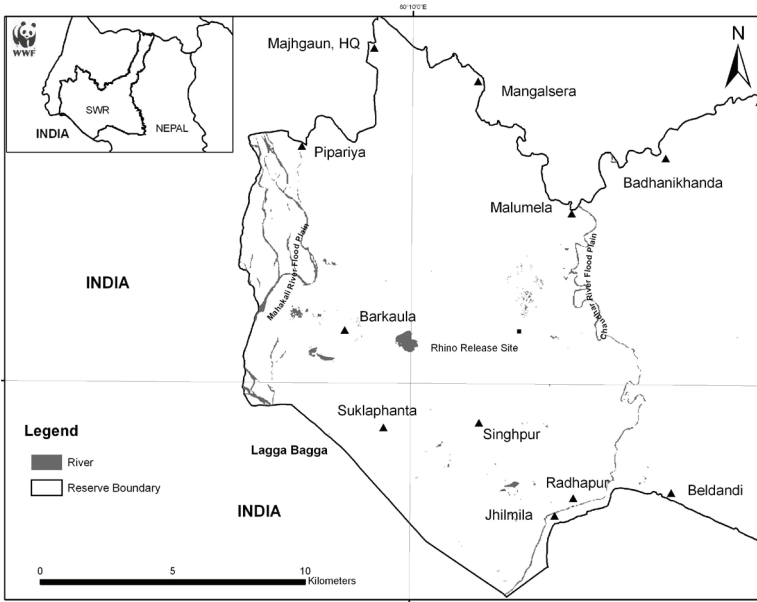 60°10'0"E
WWF
SWR
INDIA
NEPAL
N
Majhgaun, HQ
Mangalsera
Pipariya
Badhanikhanda
Malumela
Mahakali River Flood Plain
Chaudhar River Flood Plain
INDIA
Barkaula
Rhino Release Site
Suklaphanta
Singhpur
Legend
River
Reserve Boundary
Lagga Bagga
INDIA
Radhapur
Beldandi
Jhilmila
0 5 10
Kilometers